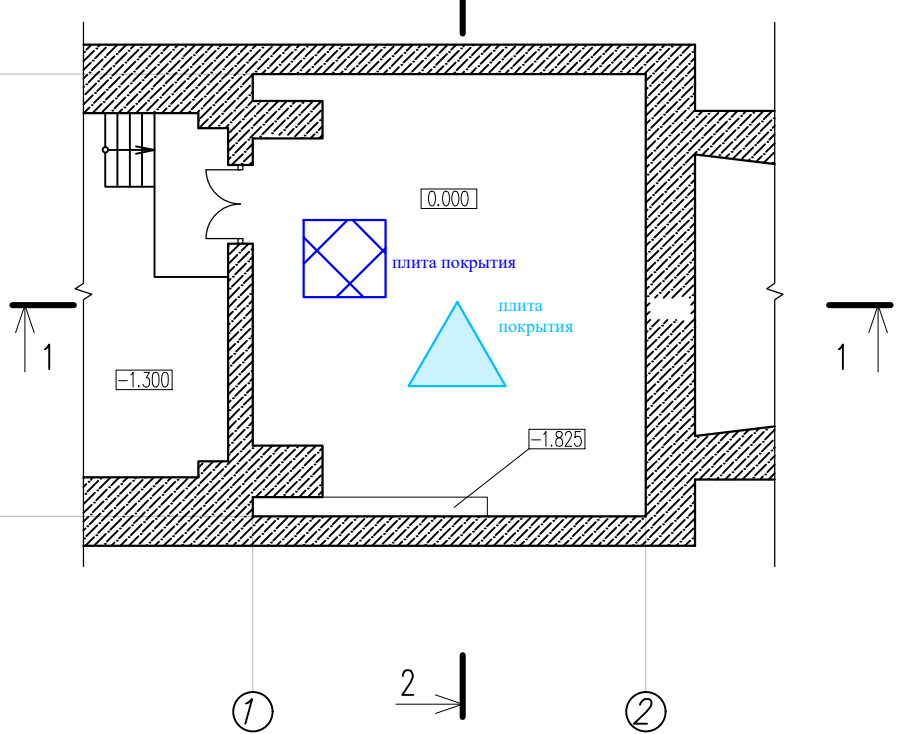 0.000
плита покрытия
плита
покрытия
1
1
-1.300
-1.825
2
1
2